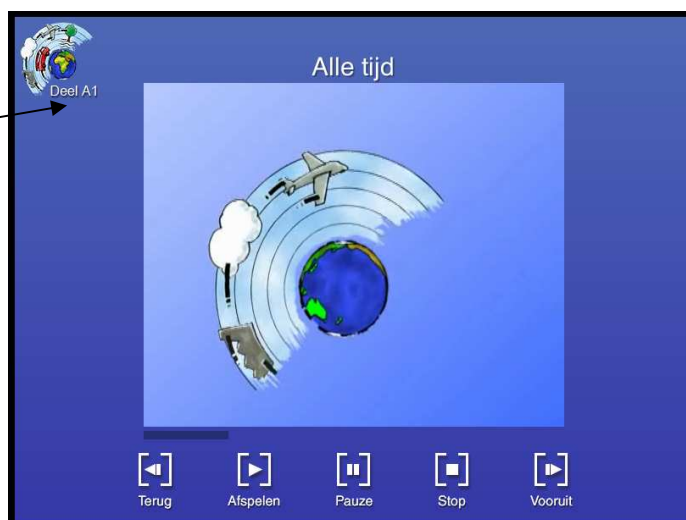 Alle tijd
Deel A1
Terug
Afspelen
Pauze
Stop
Vooruit